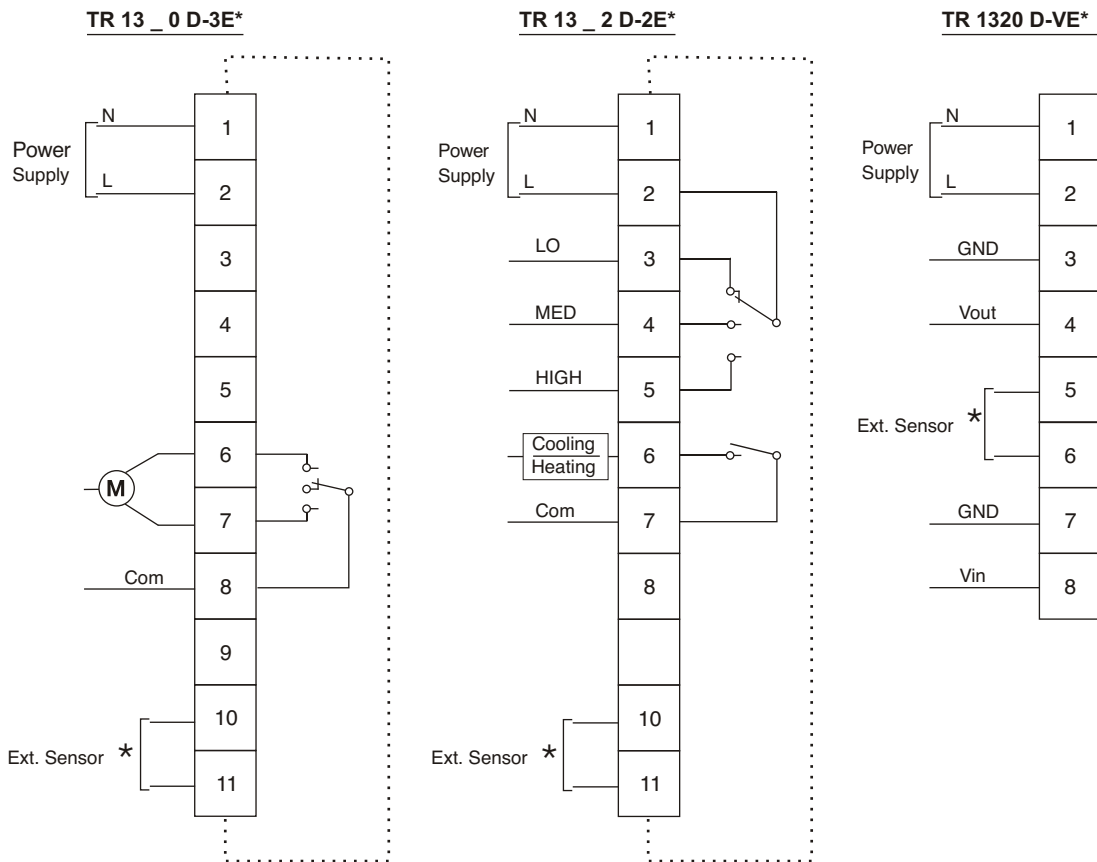 TR 13 _ 0 D-3E*
N
Power
Supply
L
1
2
3
4
5
6
7
8
9
10
11
M
Com
Ext. Sensor *
TR 13 _ 2 D-2E*
N
Power
Supply
L
LO
MED
HIGH
Cooling
Heating
Com
1
2
3
4
5
6
7
8
10
11
Ext. Sensor *
TR 1320 D-VE*
N
Power
Supply
L
GND
Vout
Ext. Sensor *
GND
Vin
1
2
3
4
5
6
7
8